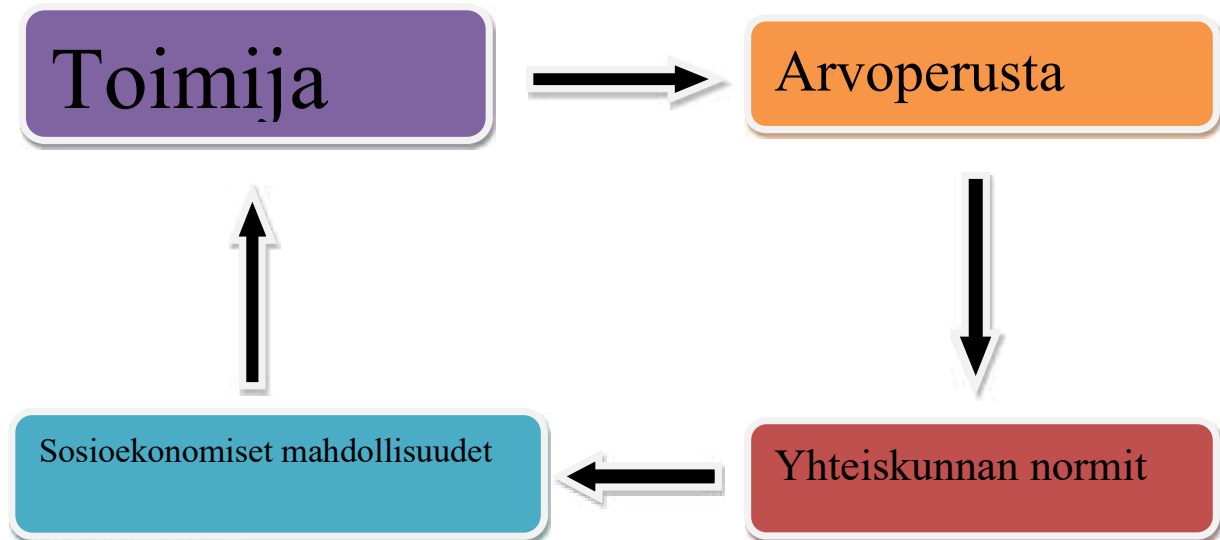 Toimija
Arvoperusta
Sosioekonomiset mahdollisuudet
Yhteiskunnan normit